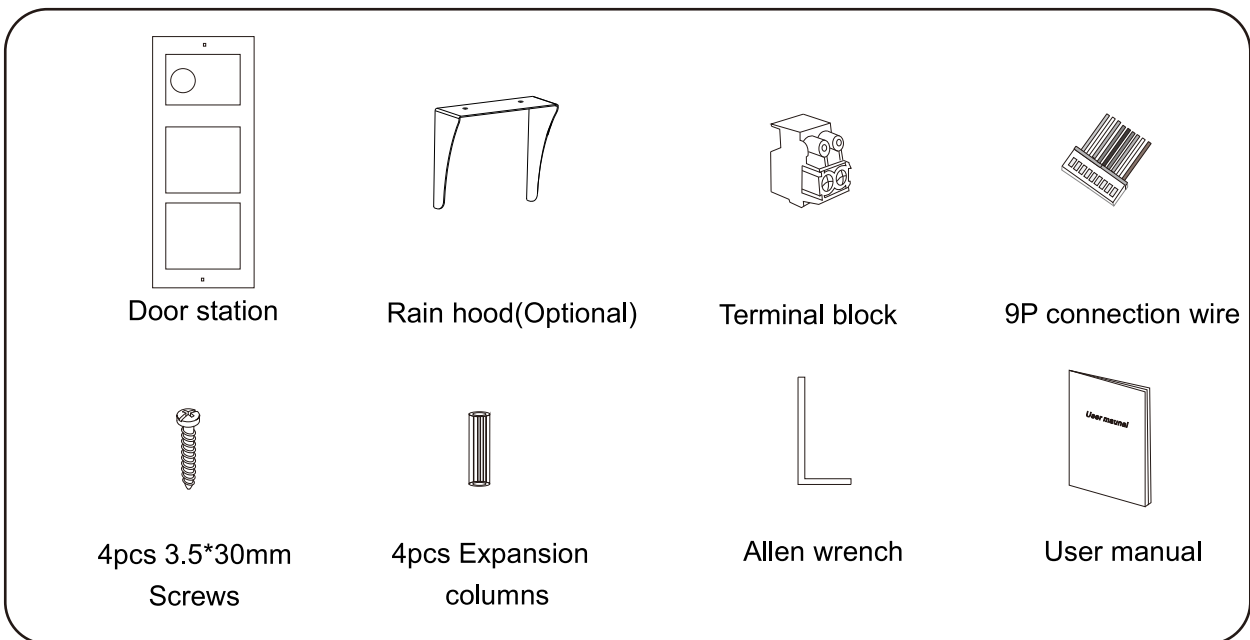 Door station
Rain hood(Optional)
Terminal block
9P connection wire
4pcs 3.5*30mm
Screws
4pcs Expansion
columns
Allen wrench
User maunal
User manual